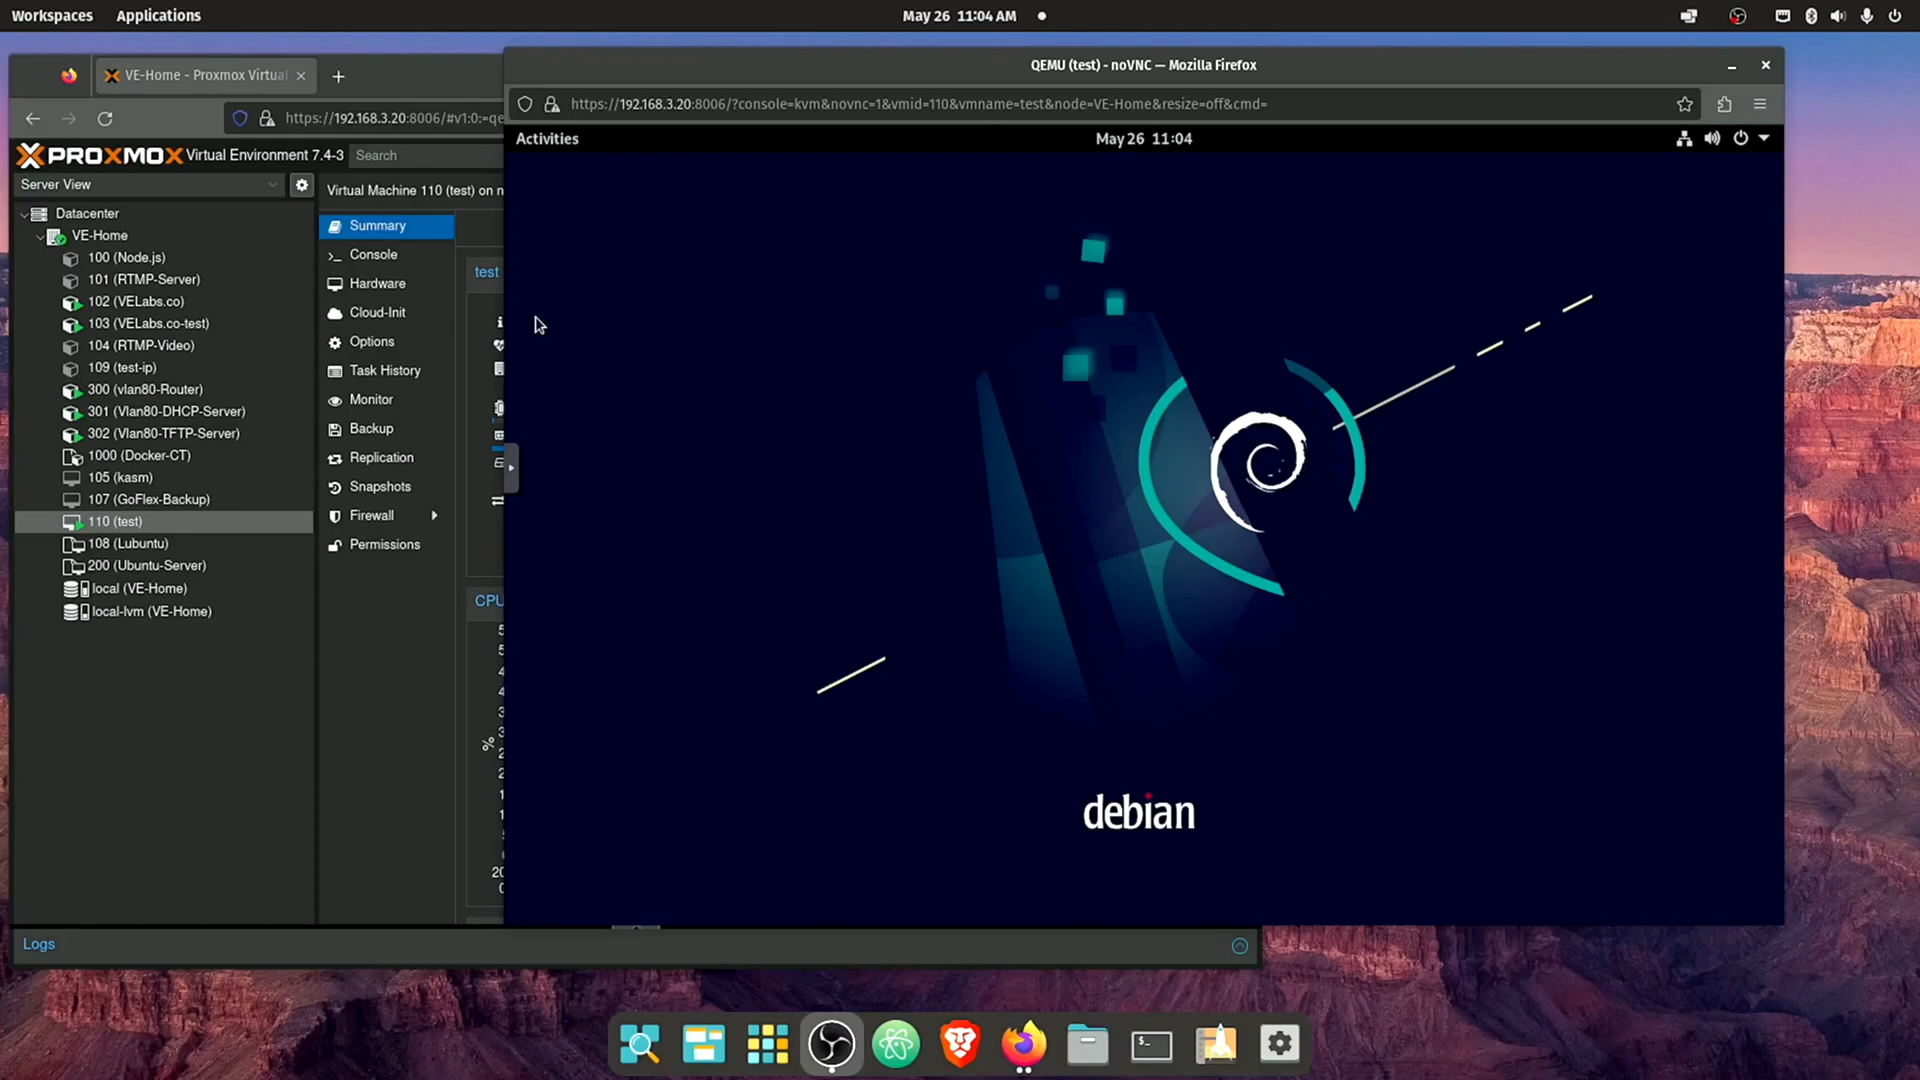 Workspaces
Applications
May 26 11:04 AM
VE-Home - Proxmox Virtual
https://192.168.3.20:8006/#v1:0:=qe
PROXMOX Virtual Environment 7.4-3
Search
Server View
Virtual Machine 110 (test) on n
Datacenter
VE-Home
100 (Node.js)
101 (RTMP-Server)
102 (VELabs.co)
103 (VELabs.co-test)
104 (RTMP-Video)
109 (test-ip)
300 (vlan80-Router)
301 (Vlan80-DHCP-Server)
302 (Vlan80-TFTP-Server)
1000 (Docker-CT)
105 (kasm)
107 (GoFlex-Backup)
110 (test)
108 (Lubuntu)
200 (Ubuntu-Server)
local (VE-Home)
local-lvm (VE-Home)
Summary
Console
Hardware
Cloud-Init
Options
Task History
Monitor
Backup
Replication
Snapshots
Firewall
Permissions
test
CPU
%
20
Logs
QEMU (test) - noVNC — Mozilla Firefox
https://192.168.3.20:8006/?console=kvm&novnc=1&vmid=110&vmname=test&node=VE-Home&resize=off&cmd=
Activities
May 26 11:04
debian